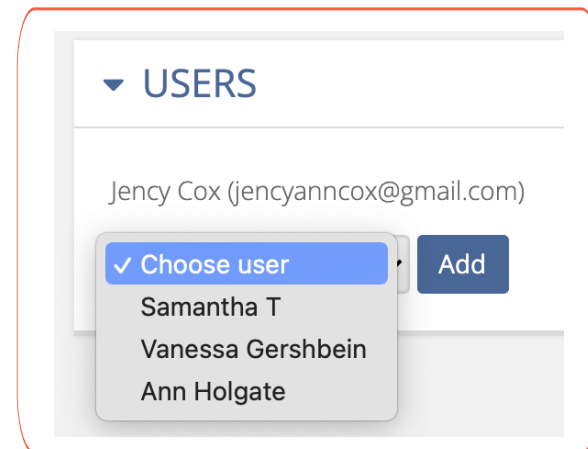 USERS
Jency Cox (jencyanncox@gmail.com)
Choose user Add
Samantha T
Vanessa Gershbein
Ann Holgate